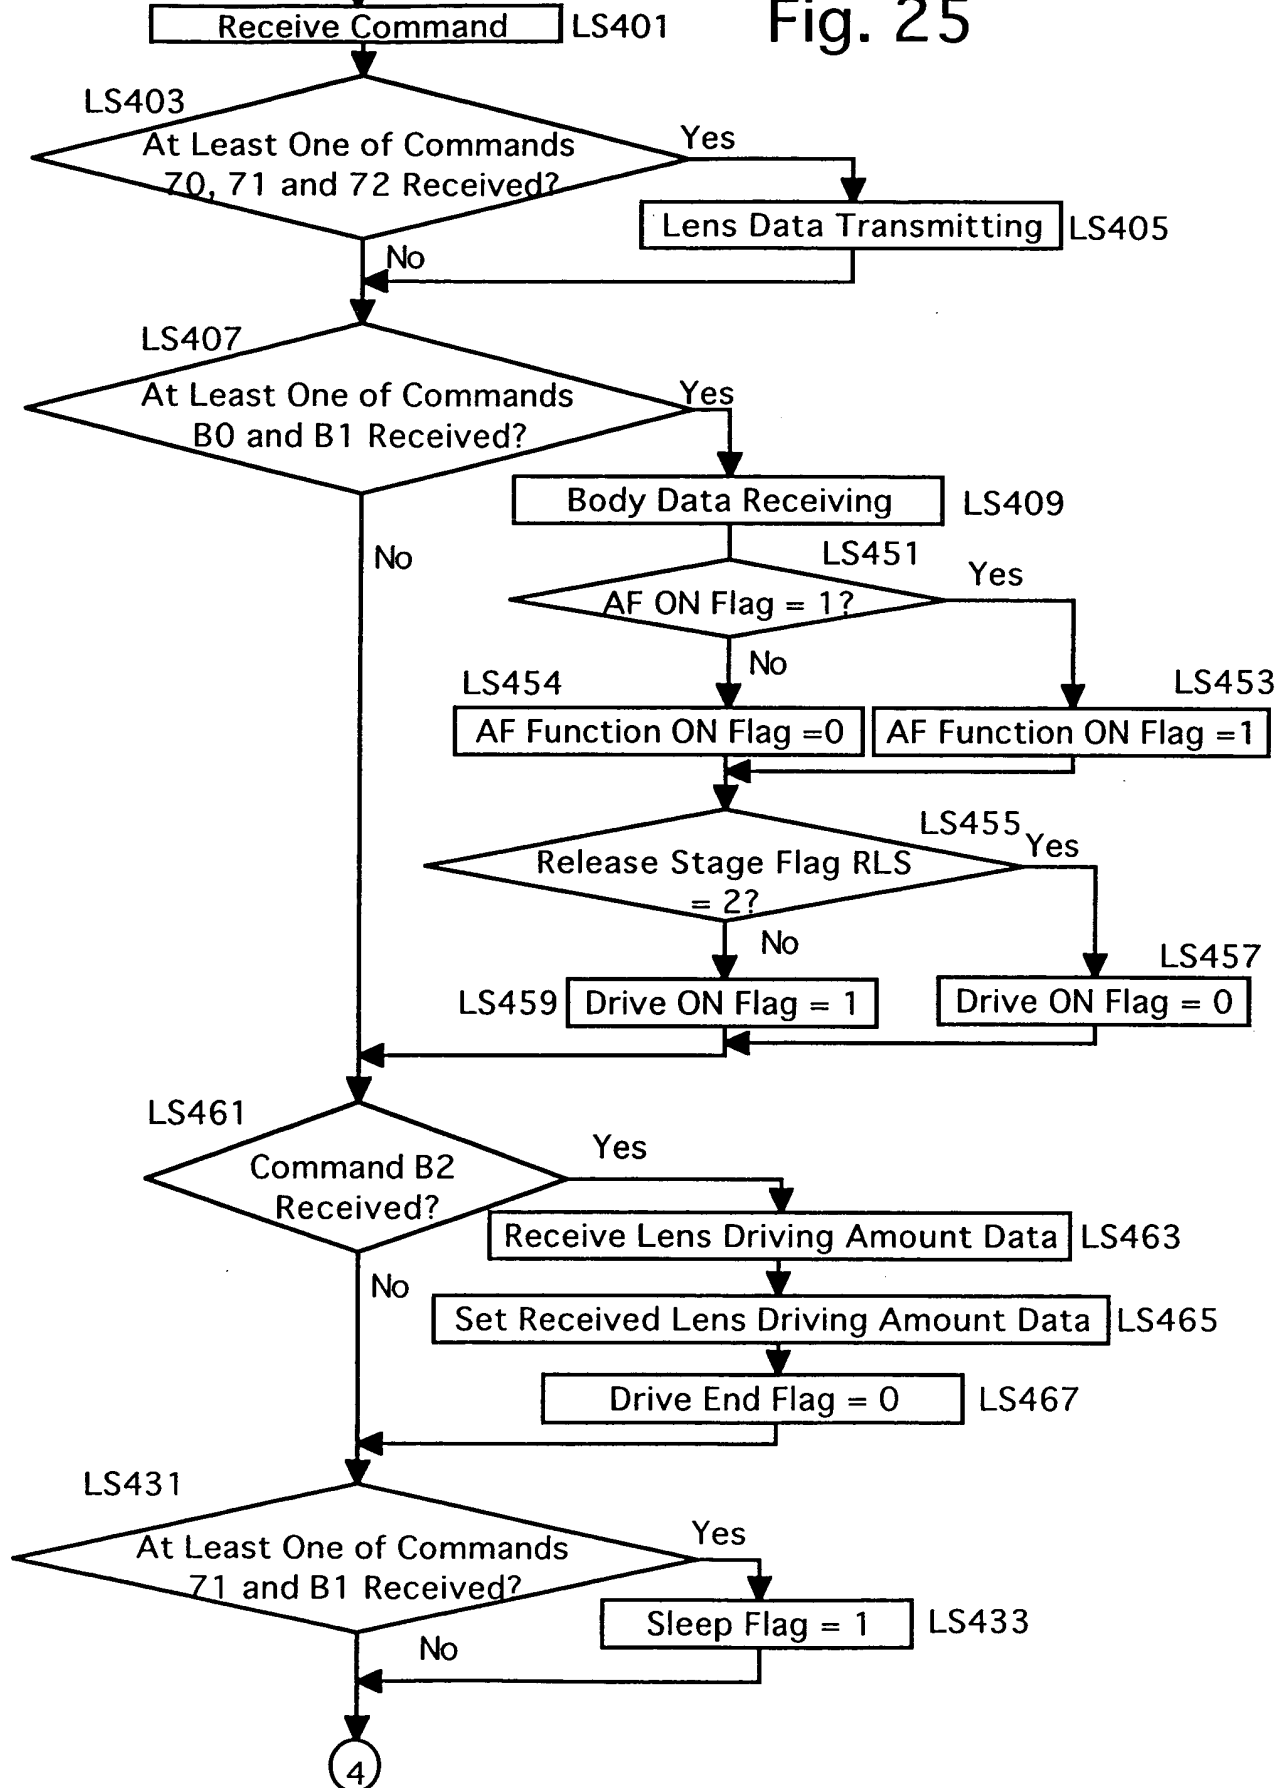 Fig. 25
Receive Command
LS401
LS403
At Least One of Commands
70, 71 and 72 Received?
Yes
Lens Data Transmitting
LS405
No
LS407
At Least One of Commands
B0 and B1 Received?
Yes
Body Data Receiving
LS409
No
LS451
AF ON Flag = 1?
Yes
No
LS454
AF Function ON Flag =0
LS453
AF Function ON Flag =1
LS455
Release Stage Flag RLS
= 2?
Yes
No
LS457
LS459
Drive ON Flag = 1
Drive ON Flag = 0
LS461
Command B2
Received?
Yes
Receive Lens Driving Amount Data
LS463
No
Set Received Lens Driving Amount Data
LS465
Drive End Flag = 0
LS467
LS431
At Least One of Commands
71 and B1 Received?
Yes
Sleep Flag = 1
LS433
No
4